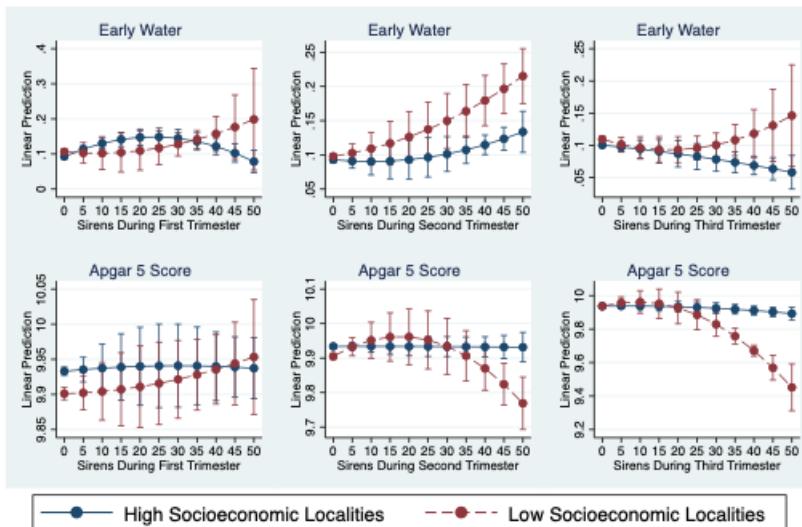 Early Water
Early Water
Early Water
Linear Prediction
.4
.3
.2
.1
0
0 5 10 15 20 25 30 35 40 45 50
Sirens During First Trimester
Linear Prediction
.25
.2
.15
.1
.05
0 5 10 15 20 25 30 35 40 45 50
Sirens During Second Trimester
Linear Prediction
.25
.2
.15
.1
.05
0 5 10 15 20 25 30 35 40 45 50
Sirens During Third Trimester
Apgar 5 Score
Apgar 5 Score
Apgar 5 Score
Linear Prediction
10.05
10
9.95
9.9
9.85
0 5 10 15 20 25 30 35 40 45 50
Sirens During First Trimester
Linear Prediction
10.1
10
9.9
9.8
9.7
0 5 10 15 20 25 30 35 40 45 50
Sirens During Second Trimester
Linear Prediction
10
9.8
9.6
9.4
9.2
0 5 10 15 20 25 30 35 40 45 50
Sirens During Third Trimester
High Socioeconomic Localities
Low Socioeconomic Localities